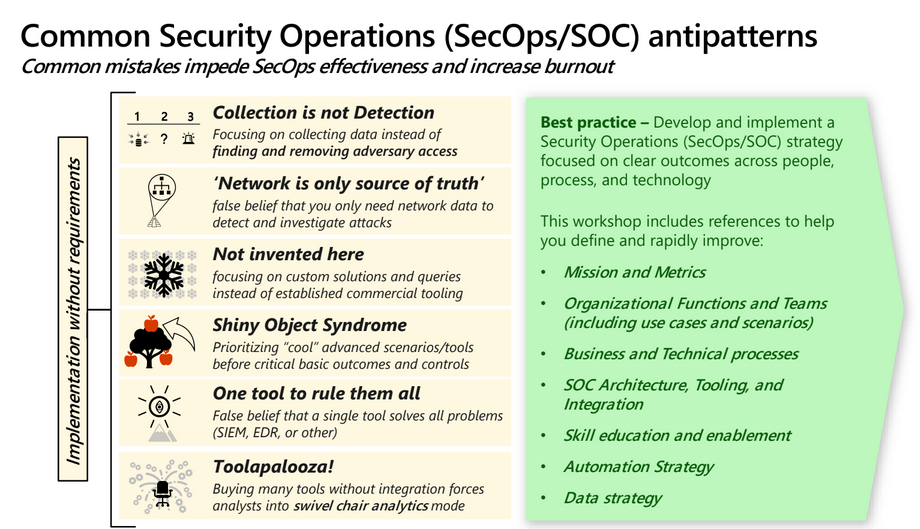 Common Security Operations (SecOps/SOC) antipatterns
Common mistakes impede SecOps effectiveness and increase burnout
Implementation without requirements
1 2 3
?
Collection is not Detection
Focusing on collecting data instead of
finding and removing adversary access
‘Network is only source of truth’
false belief that you only need network data to
detect and investigate attacks
Not invented here
focusing on custom solutions and queries
instead of established commercial tooling
Shiny Object Syndrome
Prioritizing “cool” advanced scenarios/tools
before critical basic outcomes and controls
One tool to rule them all
False belief that a single tool solves all problems
(SIEM, EDR, or other)
Toolapalooza!
Buying many tools without integration forces
analysts into swivel chair analytics mode
Best practice – Develop and implement a
Security Operations (SecOps/SOC) strategy
focused on clear outcomes across people,
process, and technology
This workshop includes references to help
you define and rapidly improve:
• Mission and Metrics
• Organizational Functions and Teams
(including use cases and scenarios)
• Business and Technical processes
• SOC Architecture, Tooling, and
Integration
• Skill education and enablement
• Automation Strategy
• Data strategy